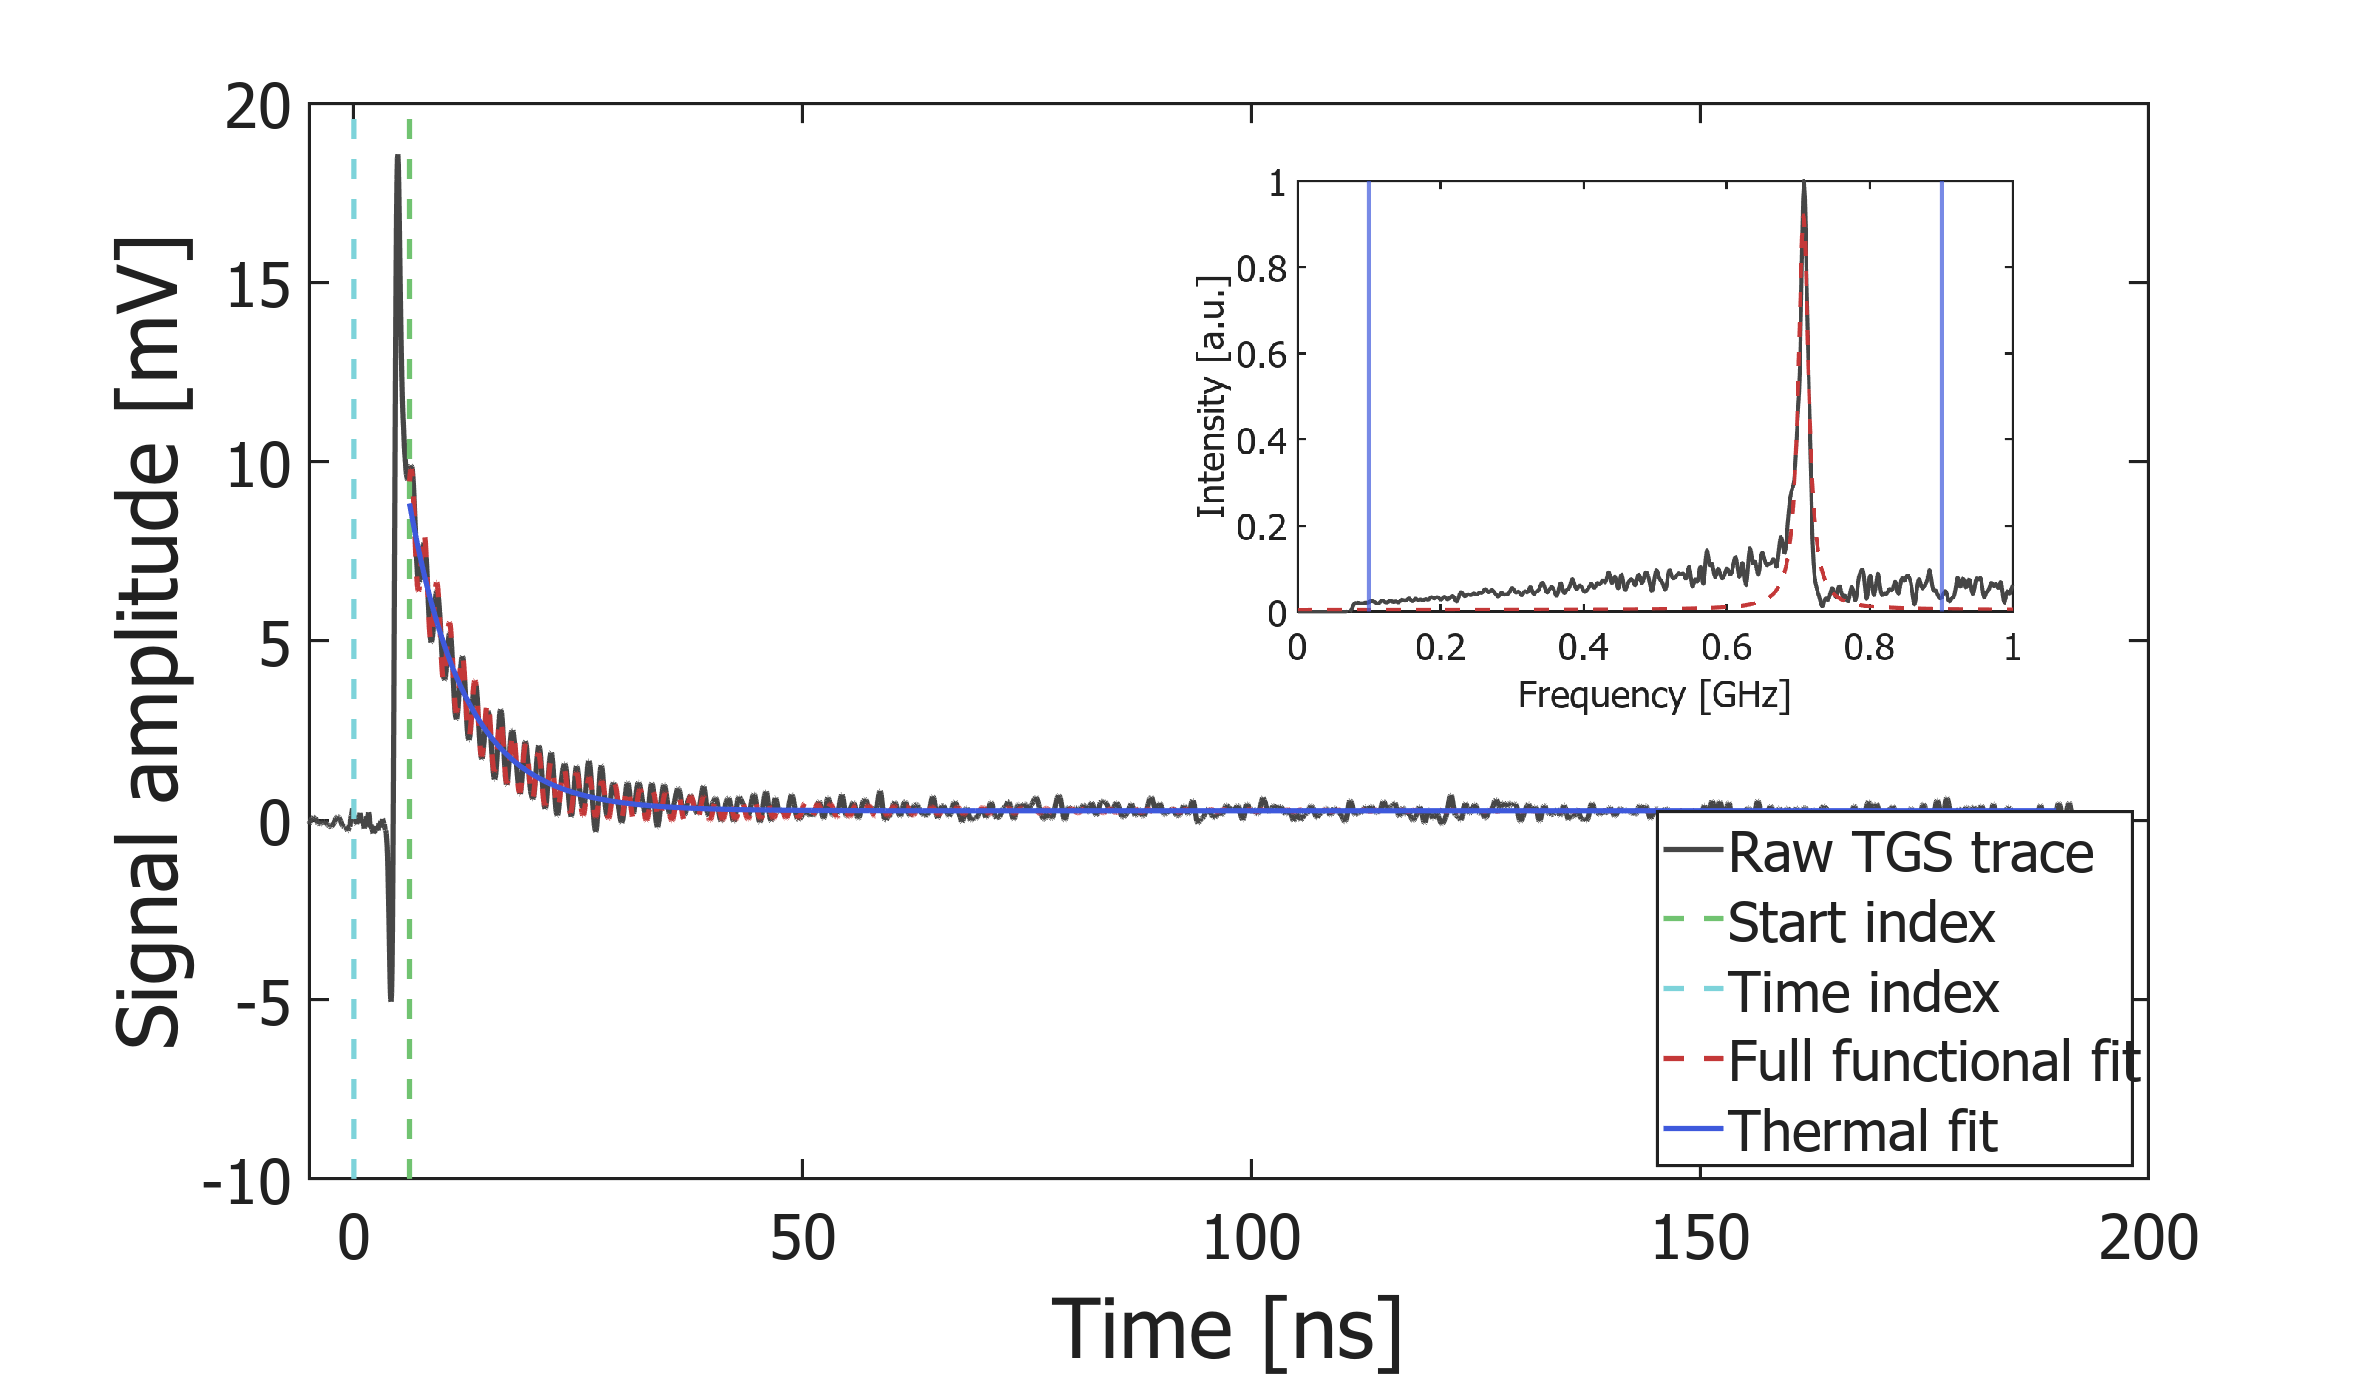 Signal amplitude [mV]
20
15
10
5
0
-5
-10
0
50
100
150
200
Time [ns]
Intensity [a.u.]
1
0.8
0.6
0.4
0.2
0
0
0.2
0.4
0.6
0.8
1
Frequency [GHz]
Raw TGS trace
Start index
Time index
Full functional fit
Thermal fit